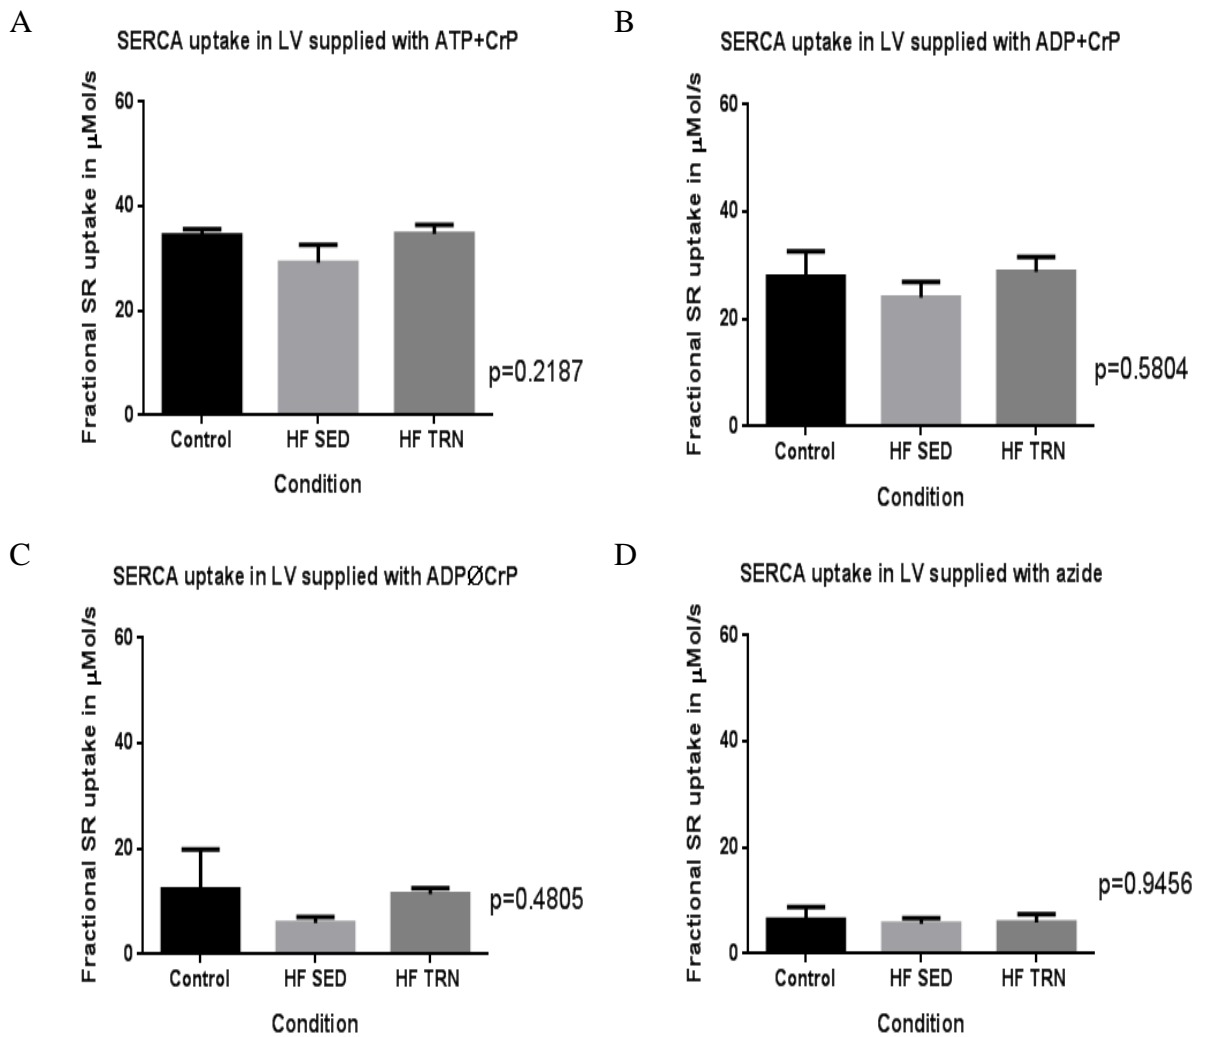 A
SERCA uptake in LV supplied with ATP+CrP
Fractional SR uptake in µMol/s
60
40
20
0
p=0.2187
Control HF SED HF TRN
Condition
B
SERCA uptake in LV supplied with ADP+CrP
Fractional SR uptake in µMol/s
60
40
20
0
p=0.5804
Control HF SED HF TRN
Condition
C
SERCA uptake in LV supplied with ADPØCrP
Fractional SR uptake in µMol/s
60
40
20
0
p=0.4805
Control HF SED HF TRN
Condition
D
SERCA uptake in LV supplied with azide
Fractional SR uptake in µMol/s
60
40
20
0
p=0.9456
Control HF SED HF TRN
Condition